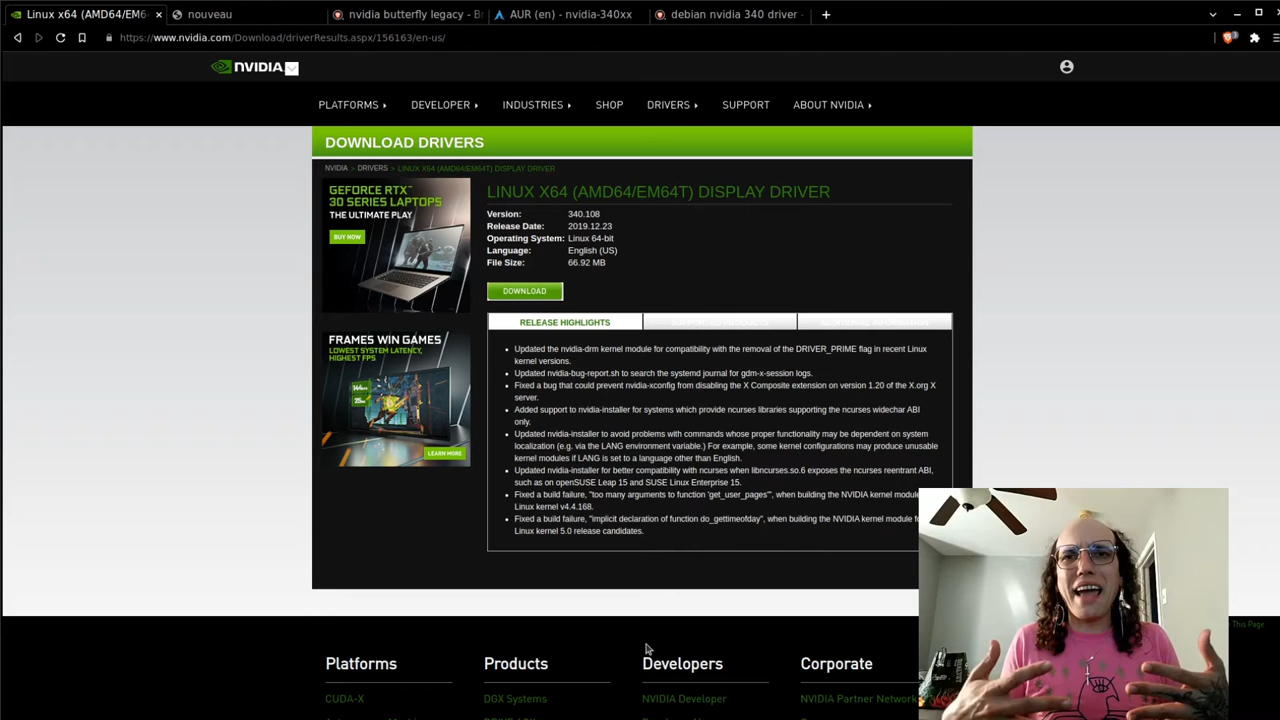 Linux x64 (AMD64/EM6
nouveau
nvidia butterfly legacy - B
AUR (en) - nvidia-340xx
debian nvidia 340 driver -
https://www.nvidia.com/Download/driverResults.aspx/156163/en-us/
3
NVIDIA
PLATFORMS
DEVELOPER
INDUSTRIES
SHOP
DRIVERS
SUPPORT
ABOUT NVIDIA
DOWNLOAD DRIVERS
NVIDIA > DRIVERS > LINUX X64 (AMD64/EM64T) DISPLAY DRIVER
GEFORCE RTX™
30 SERIES LAPTOPS
THE ULTIMATE PLAY
BUY NOW
FRAMES WIN GAMES
LOWEST SYSTEM LATENCY,
HIGHEST FPS
LEARN MORE
LINUX X64 (AMD64/EM64T) DISPLAY DRIVER
Version: 340.108
Release Date: 2019.12.23
Operating System: Linux 64-bit
Language: English (US)
File Size: 66.92 MB
DOWNLOAD
RELEASE HIGHLIGHTS
SUPPORTED PRODUCTS
ADDITIONAL INFORMATION
Updated the nvidia-drm kernel module for compatibility with the removal of the DRIVER_PRIME flag in recent Linux
kernel versions.
Updated nvidia-bug-report.sh to search the systemd journal for gdm-x-session logs.
Fixed a bug that could prevent nvidia-xconfig from disabling the X Composite extension on version 1.20 of the X.org X
server.
Added support to nvidia-installer for systems which provide ncurses libraries supporting the ncurses widechar ABI
only.
Updated nvidia-installer to avoid problems with commands whose proper functionality may be dependent on system
localization (e.g. via the LANG environment variable.) For example, some kernel configurations may produce unusable
kernel modules if LANG is set to a language other than English.
Updated nvidia-installer for better compatibility with ncurses when libncurses.so.6 exposes the ncurses reentrant ABI,
such as on openSUSE Leap 15 and SUSE Linux Enterprise 15.
Fixed a build failure, "too many arguments to function 'get_user_pages'", when building the NVIDIA kernel module
Linux kernel v4.4.168.
Fixed a build failure, "implicit declaration of function do_gettimeofday", when building the NVIDIA kernel module fo
Linux kernel 5.0 release candidates.
This Page
Platforms
Products
Developers
Corporate
CUDA-X
DGX Systems
NVIDIA Developer
NVIDIA Partner Network